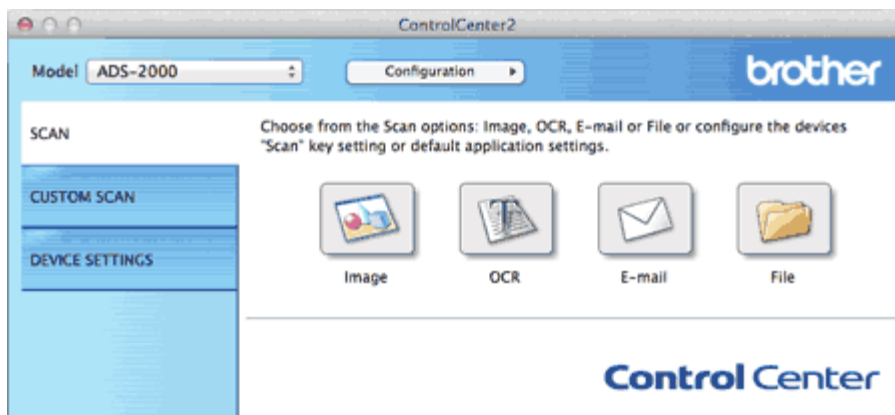 ControlCenter2
Model ADS-2000 Configuration
brother
SCAN
CUSTOM SCAN
DEVICE SETTINGS
Choose from the Scan options: Image, OCR, E-mail or File or configure the devices
"Scan" key setting or default application settings.
Image OCR E-mail File
Control Center